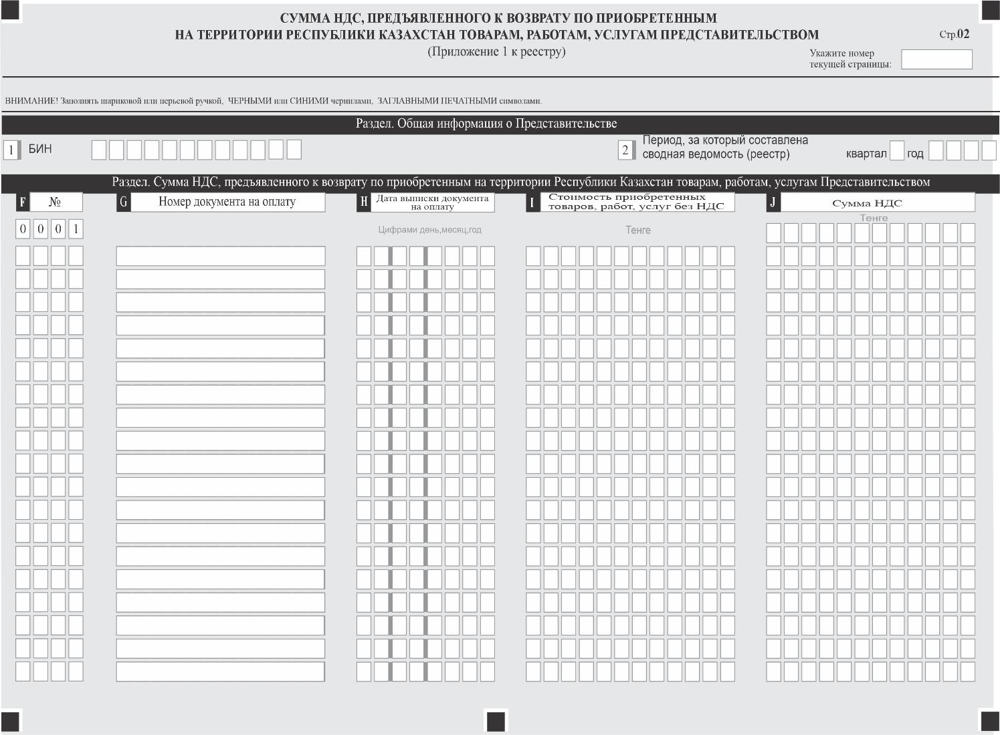 СУММА НДС, ПРЕДЪЯВЛЕННОГО К ВОЗВРАТУ ПО ПРИОБРЕТЕННЫМ
НА ТЕРРИТОРИИ РЕСПУБЛИКИ КАЗАХСТАН ТОВАРАМ, РАБОТАМ, УСЛУГАМ ПРЕДСТАВИТЕЛЬСТВОМ
(Приложение 1 к реестру)
Стр.02
Укажите номер
текущей страницы:
ВНИМАНИЕ! Заполнять шариковой или перьевой ручкой, ЧЕРНЫМИ или СИНИМИ чернилами, ЗАГЛАВНЫМИ ПЕЧАТНЫМИ символами.
Раздел. Общая информация о Представительстве
1 БИН
2 Период, за который составлена
сводная ведомость (реестр)
квартал год
Раздел. Сумма НДС, предъявленного к возврату по приобретенным на территории Республики Казахстан товарам, работам, услугам Представительством
F №
G Номер документа на оплату
H Дата выписки документа
на оплату
I Стоимость приобретенных
товаров, работ, услуг без НДС
J Сумма НДС
Тенге
0 0 0 1
Цифрами день,месяц,год
Тенге